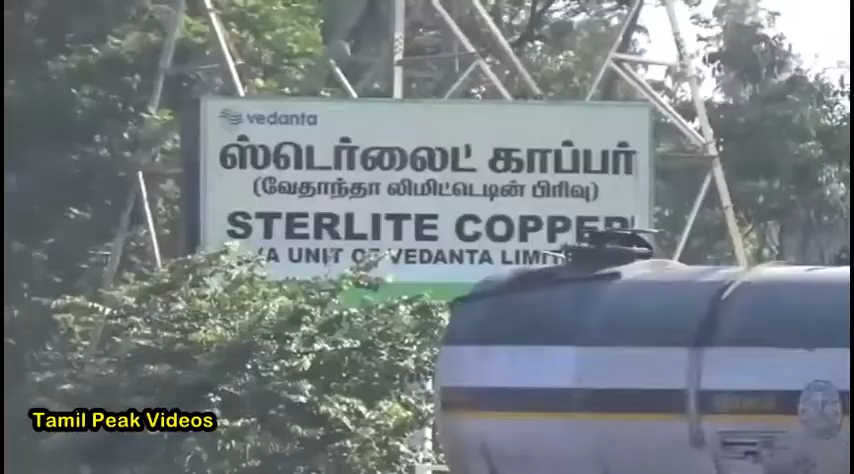 vedanta
ஸ்டெர்லைட் காப்பர்
(வேதாந்தா லிமிட்டெடின் பிரிவு)
STERLITE COPPER
(A UNIT OF VEDANTA
Tamil Peak Videos